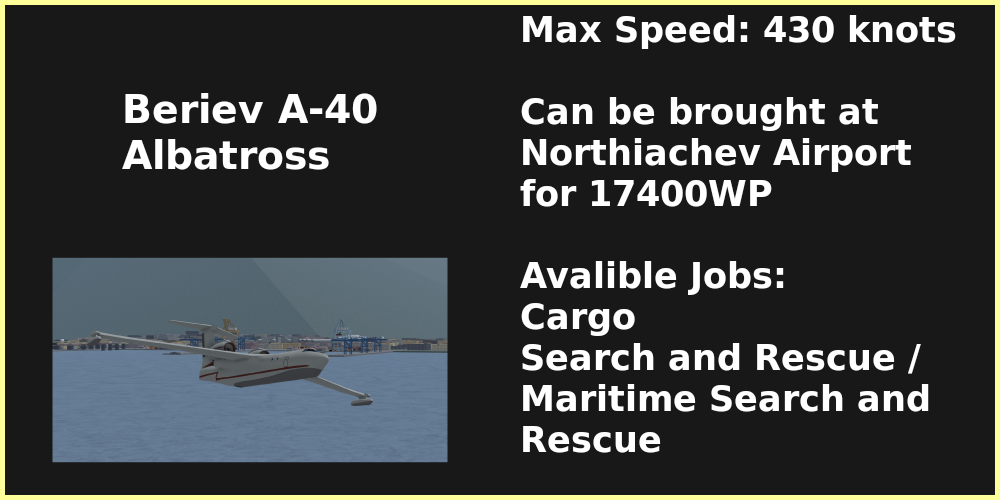 Beriev A-40
Albatross
Max Speed: 430 knots
Can be brought at
Northiachev Airport
for 17400WP
Avalible Jobs:
Cargo
Search and Rescue /
Maritime Search and
Rescue